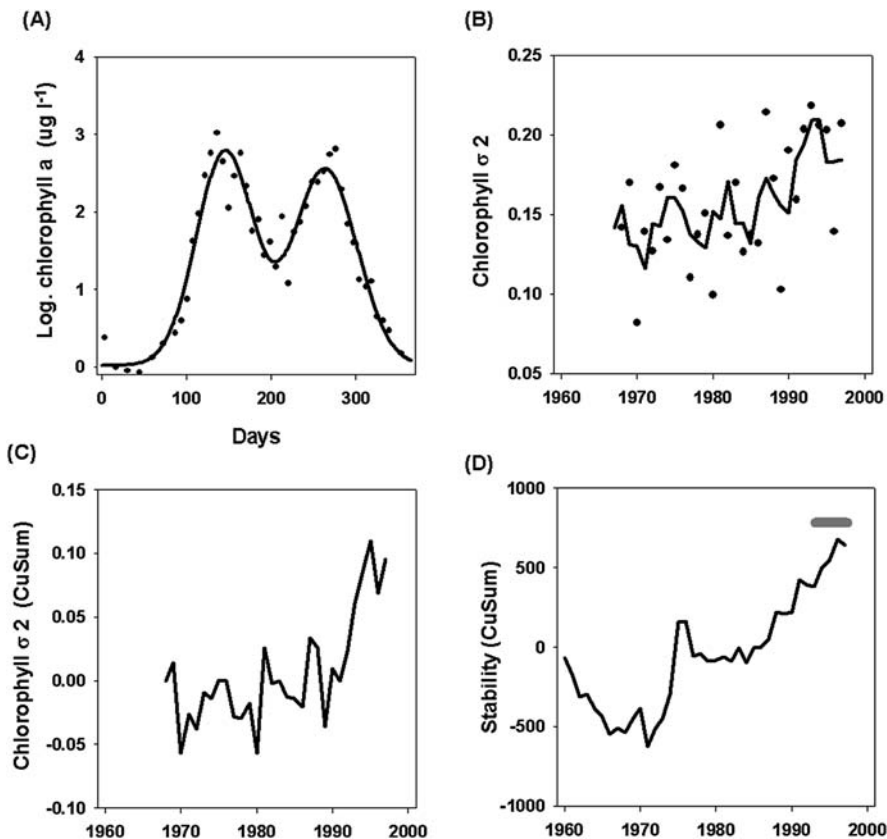 (A)
Log. chlorophyll a (ug l-1)
4
3
2
1
0
0 100 200 300
Days
(B)
Chlorophyll σ 2
0.25
0.20
0.15
0.10
0.05
1960 1970 1980 1990 2000
(C)
Chlorophyll σ 2 (CuSum)
0.15
0.10
0.05
0.00
-0.05
-0.10
1960 1970 1980 1990 2000
(D)
Stability (CuSum)
1000
500
0
-500
-1000
1960 1970 1980 1990 2000